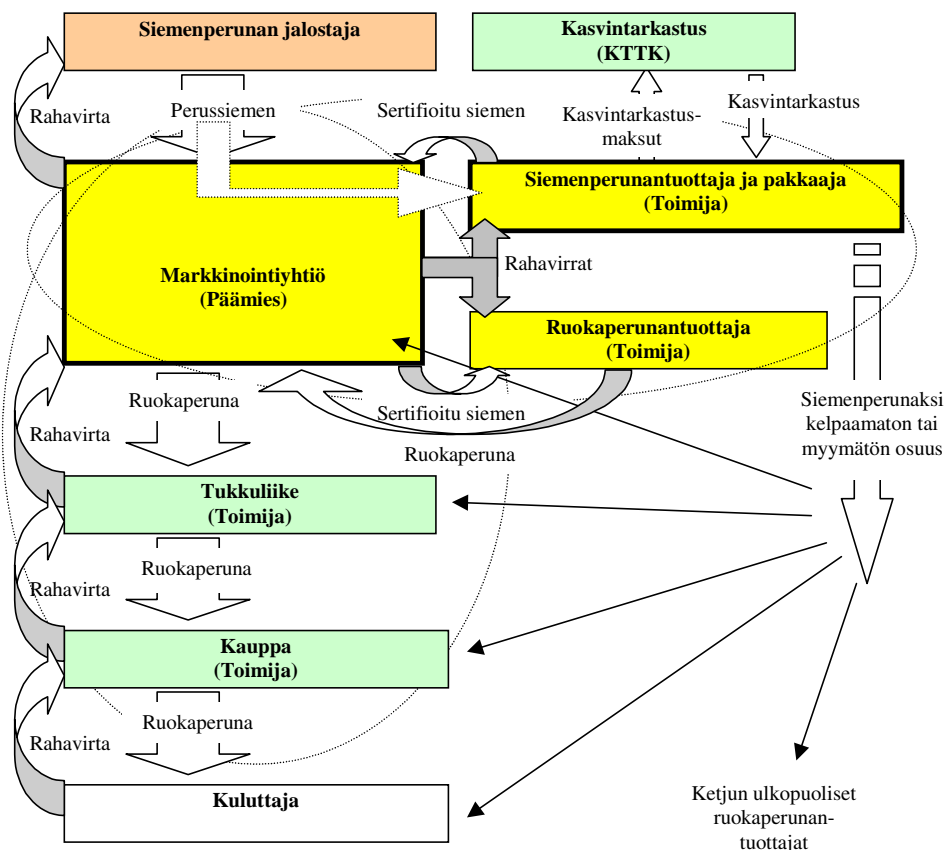 Siemenperunan jalostaja
Kasvintarkastus
(KTTK)
Rahavirta
Perussiemen
Sertifioitu siemen
Kasvintarkastus-
maksut
Kasvintarkastus
Siemenperunantuottaja ja pakkaaja
(Toimija)
Markkinointiyhtiö
(Päämies)
Rahavirrat
Ruokaperunantuottaja
(Toimija)
Rahavirta
Ruokaperuna
Sertifioitu siemen
Ruokaperuna
Siemenperunaksi
kelpaamaton tai
myymätön osuus
Tukkuliike
(Toimija)
Rahavirta
Ruokaperuna
Kauppa
(Toimija)
Rahavirta
Ruokaperuna
Kuluttaja
Ketjun ulkopuoliset
ruokaperunan-
tuottajat